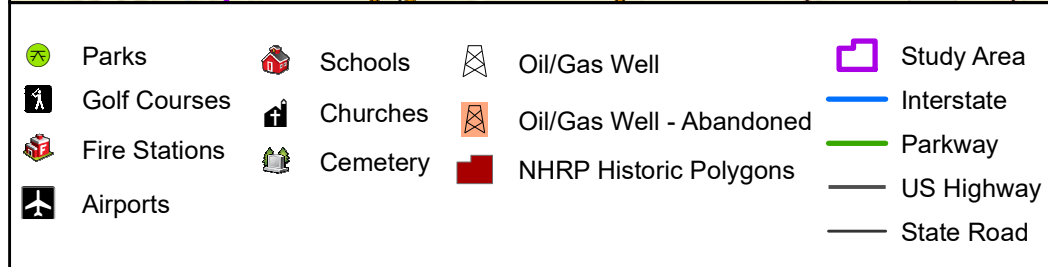 Parks
Golf Courses
Fire Stations
Airports
Schools
Churches
Cemetery
Oil/Gas Well
Oil/Gas Well - Abandoned
NHRP Historic Polygons
Study Area
Interstate
Parkway
US Highway
State Road